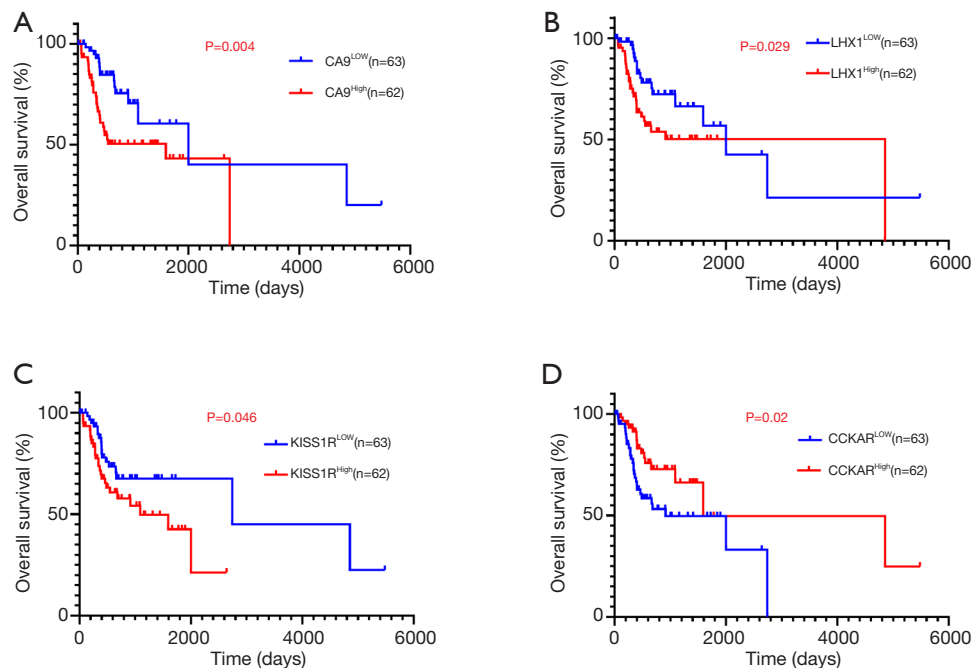 A
P=0.004
CA9LOW(n=63)
CA9High(n=62)
Overall survival (%)
100
50
0
0 2000 4000 6000
Time (days)
B
P=0.029
LHX1LOW(n=63)
LHX1High(n=62)
Overall survival (%)
100
50
0
0 2000 4000 6000
Time (days)
C
P=0.046
KISS1RLOW(n=63)
KISS1RHigh(n=62)
Overall survival (%)
100
50
0
0 2000 4000 6000
Time (days)
D
P=0.02
CCKARLOW(n=63)
CCKARHigh(n=62)
Overall survival (%)
100
50
0
0 2000 4000 6000
Time (days)